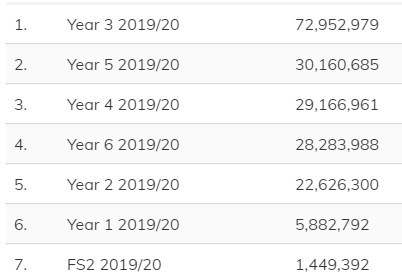 1. Year 3 2019/20 72,952,979
2. Year 5 2019/20 30,160,685
3. Year 4 2019/20 29,166,961
4. Year 6 2019/20 28,283,988
5. Year 2 2019/20 22,626,300
6. Year 1 2019/20 5,882,792
7. FS2 2019/20 1,449,392